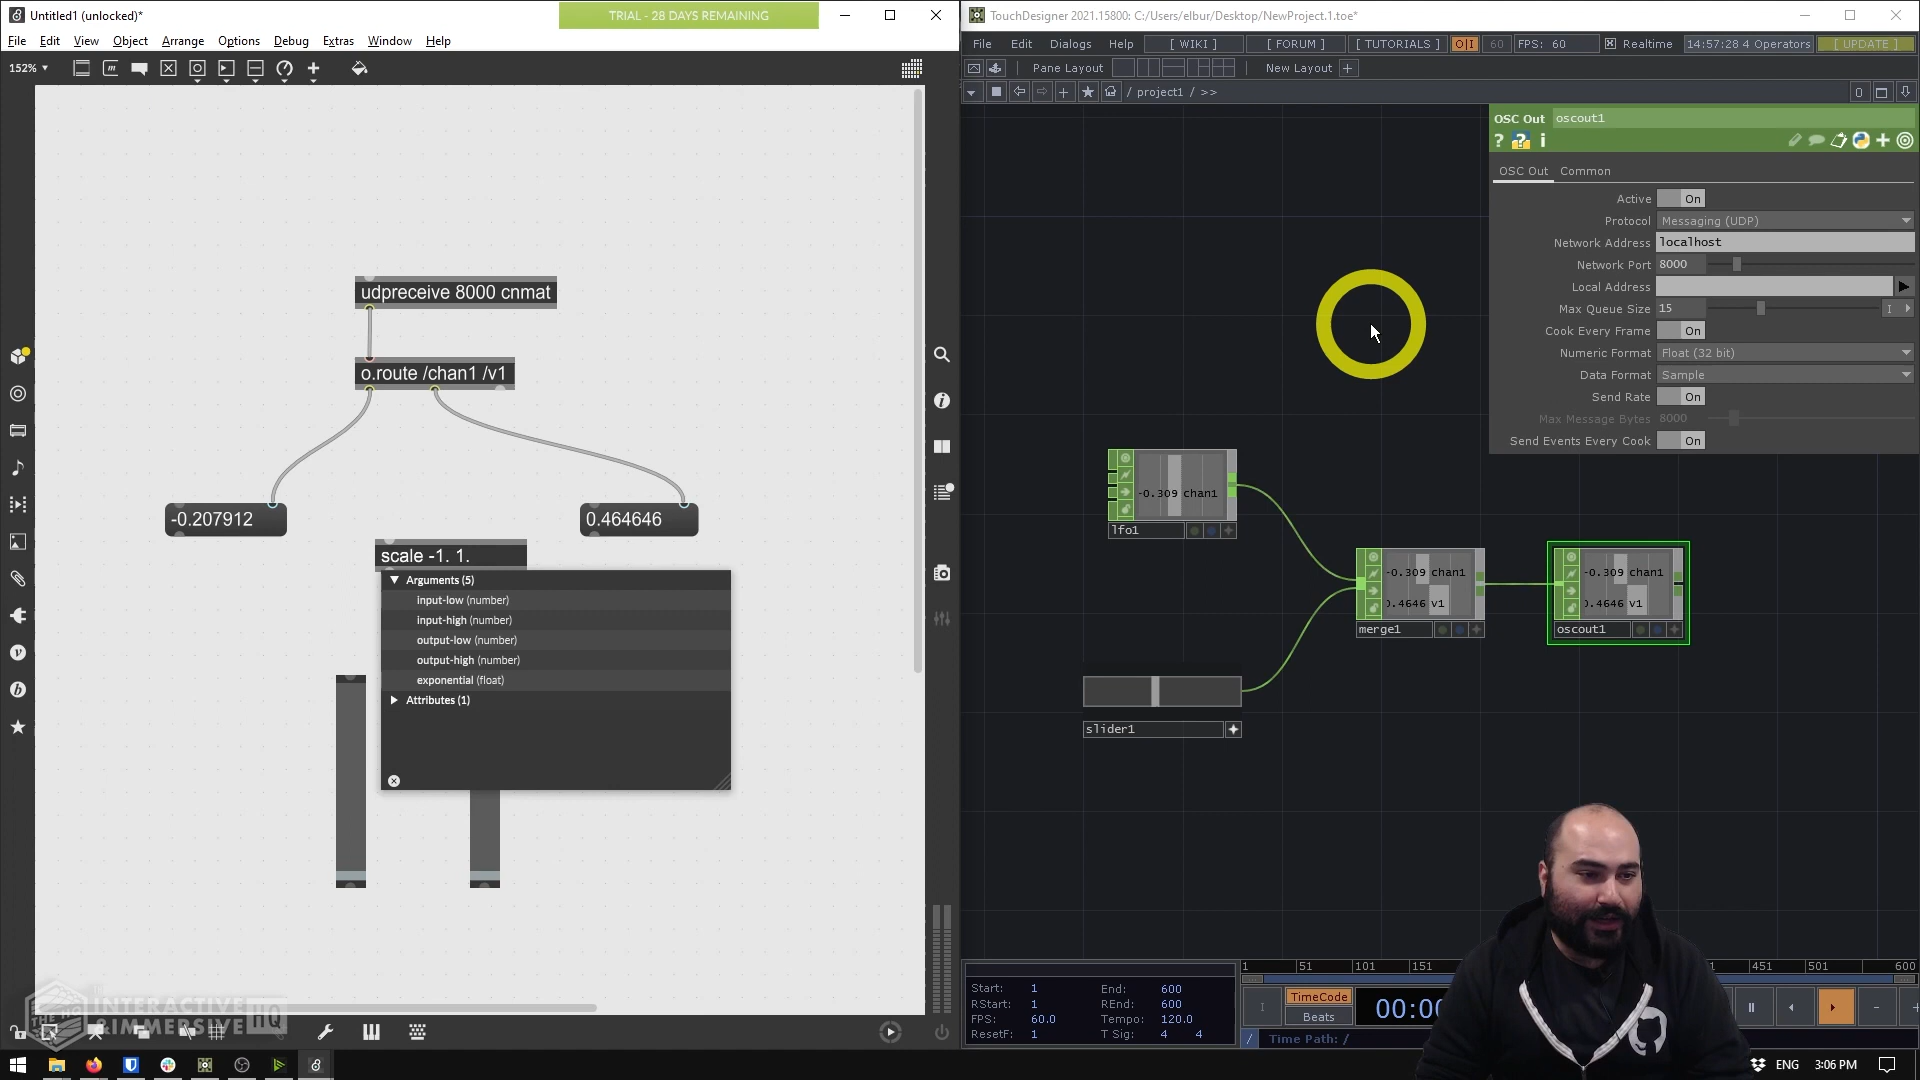 Untitled1 (unlocked)*
TRIAL - 28 DAYS REMAINING
File Edit View Object Arrange Options Debug Extras Window Help
152%
udpreceive 8000 cnmat
o.route /chan1 /v1
-0.207912
0.464646
scale -1. 1.
Arguments (5)
input-low (number)
input-high (number)
output-low (number)
output-high (number)
exponential (float)
Attributes (1)
THE HQ
INTERACTIVE
& IMMERSIVE HQ
TouchDesigner 2021.15800: C:/Users/elbur/Desktop/NewProject.1.toe*
File Edit Dialogs Help [ WIKI ] [ FORUM ] [ TUTORIALS ] O|I 60 FPS: 60 Realtime 14:57:28 4 Operators [ UPDATE ]
Pane Layout New Layout +
/ project1 / >> 0
OSC Out oscout1
OSC Out Common
Active On
Protocol Messaging (UDP)
Network Address localhost
Network Port 8000
Local Address
Max Queue Size 15
Cook Every Frame On
Numeric Format Float (32 bit)
Data Format Sample
Send Rate On
Max Message Bytes 8000
Send Events Every Cook On
-0.309 chan1
lfo1
-0.309 chan1
0.4646 v1
merge1
-0.309 chan1
0.4646 v1
oscout1
slider1
1 51 101 151 451 501 600
Start: 1 End: 600
RStart: 1 REnd: 600
FPS: 60.0 Tempo: 120.0
ResetF: 1 T Sig: 4 4
TimeCode
Beats
00:00
/ Time Path: /
ENG 3:06 PM